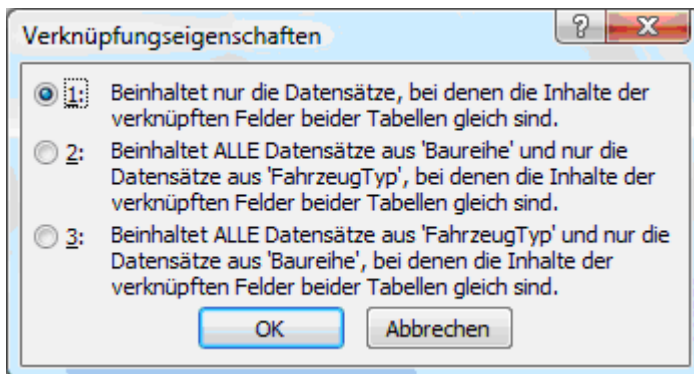 Verknüpfungseigenschaften
1: Beinhaltet nur die Datensätze, bei denen die Inhalte der
verknüpften Felder beider Tabellen gleich sind.
2: Beinhaltet ALLE Datensätze aus 'Baureihe' und nur die
Datensätze aus 'FahrzeugTyp', bei denen die Inhalte der
verknüpften Felder beider Tabellen gleich sind.
3: Beinhaltet ALLE Datensätze aus 'FahrzeugTyp' und nur die
Datensätze aus 'Baureihe', bei denen die Inhalte der
verknüpften Felder beider Tabellen gleich sind.
OK Abbrechen